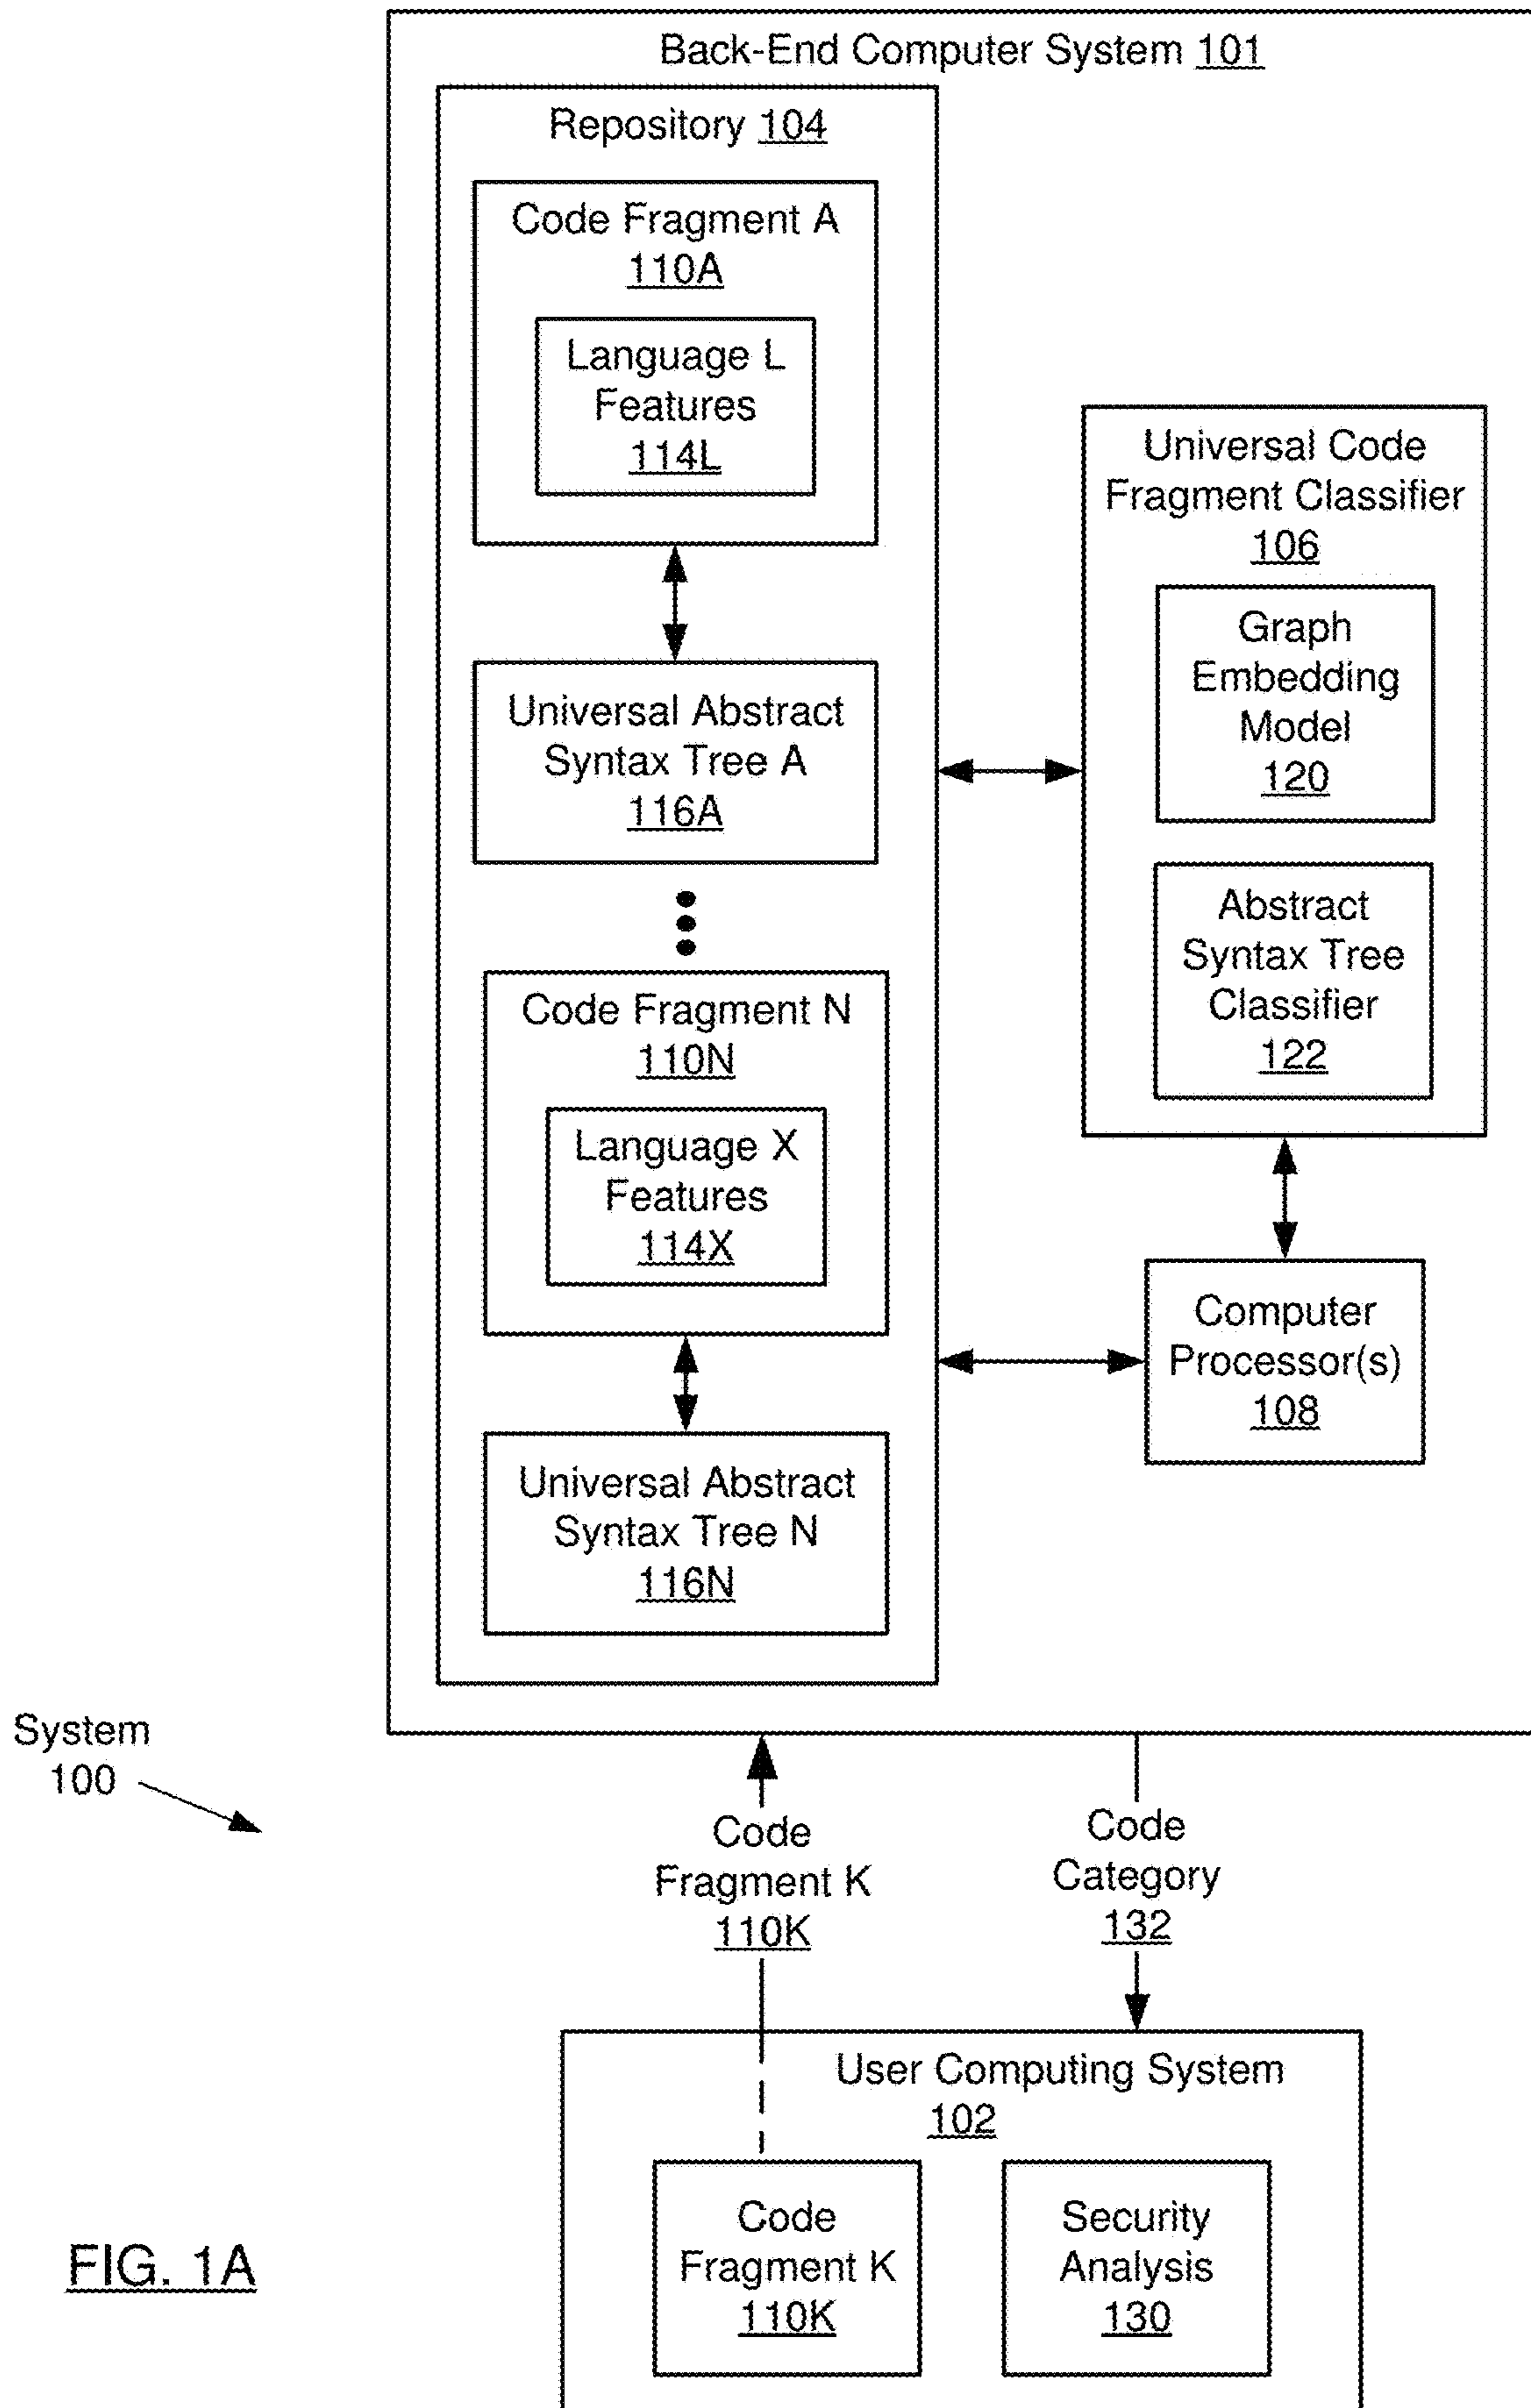 Back-End Computer System 101
Repository 104
Code Fragment A
110A
Language L
Features
114L
Universal Abstract
Syntax Tree A
116A
Code Fragment N
110N
Language X
Features
114X
Universal Abstract
Syntax Tree N
116N
Universal Code
Fragment Classifier
106
Graph
Embedding
Model
120
Abstract
Syntax Tree
Classifier
122
Computer
Processor(s)
108
System
100
Code
Fragment K
110K
Code
Category
132
User Computing System
102
Code
Fragment K
110K
Security
Analysis
130
FIG. 1A